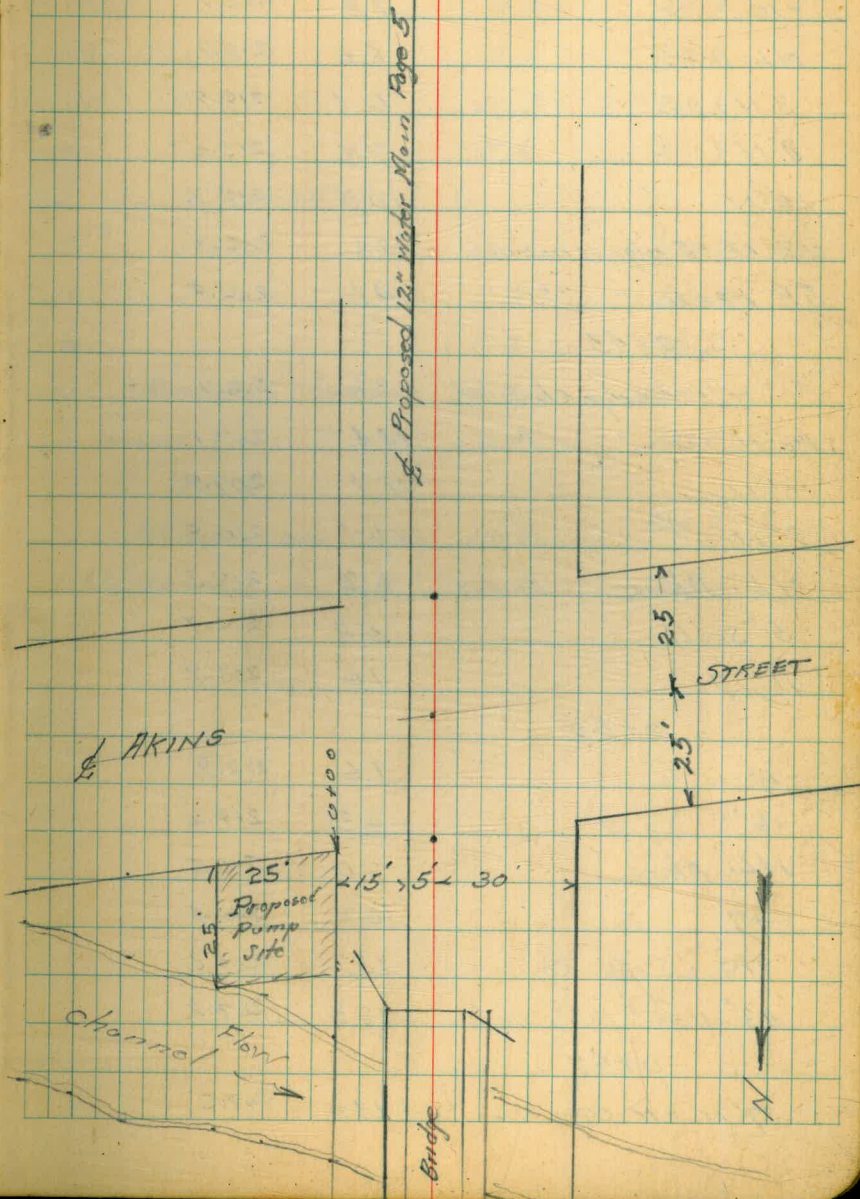 ℄ Proposed 12" Water Main Page 5
25
STREET
25'
℄ AKINS
0+00
25'
15' 5' 30'
Proposed
Pump
Site
25'
Channel Flow
Bridge
N